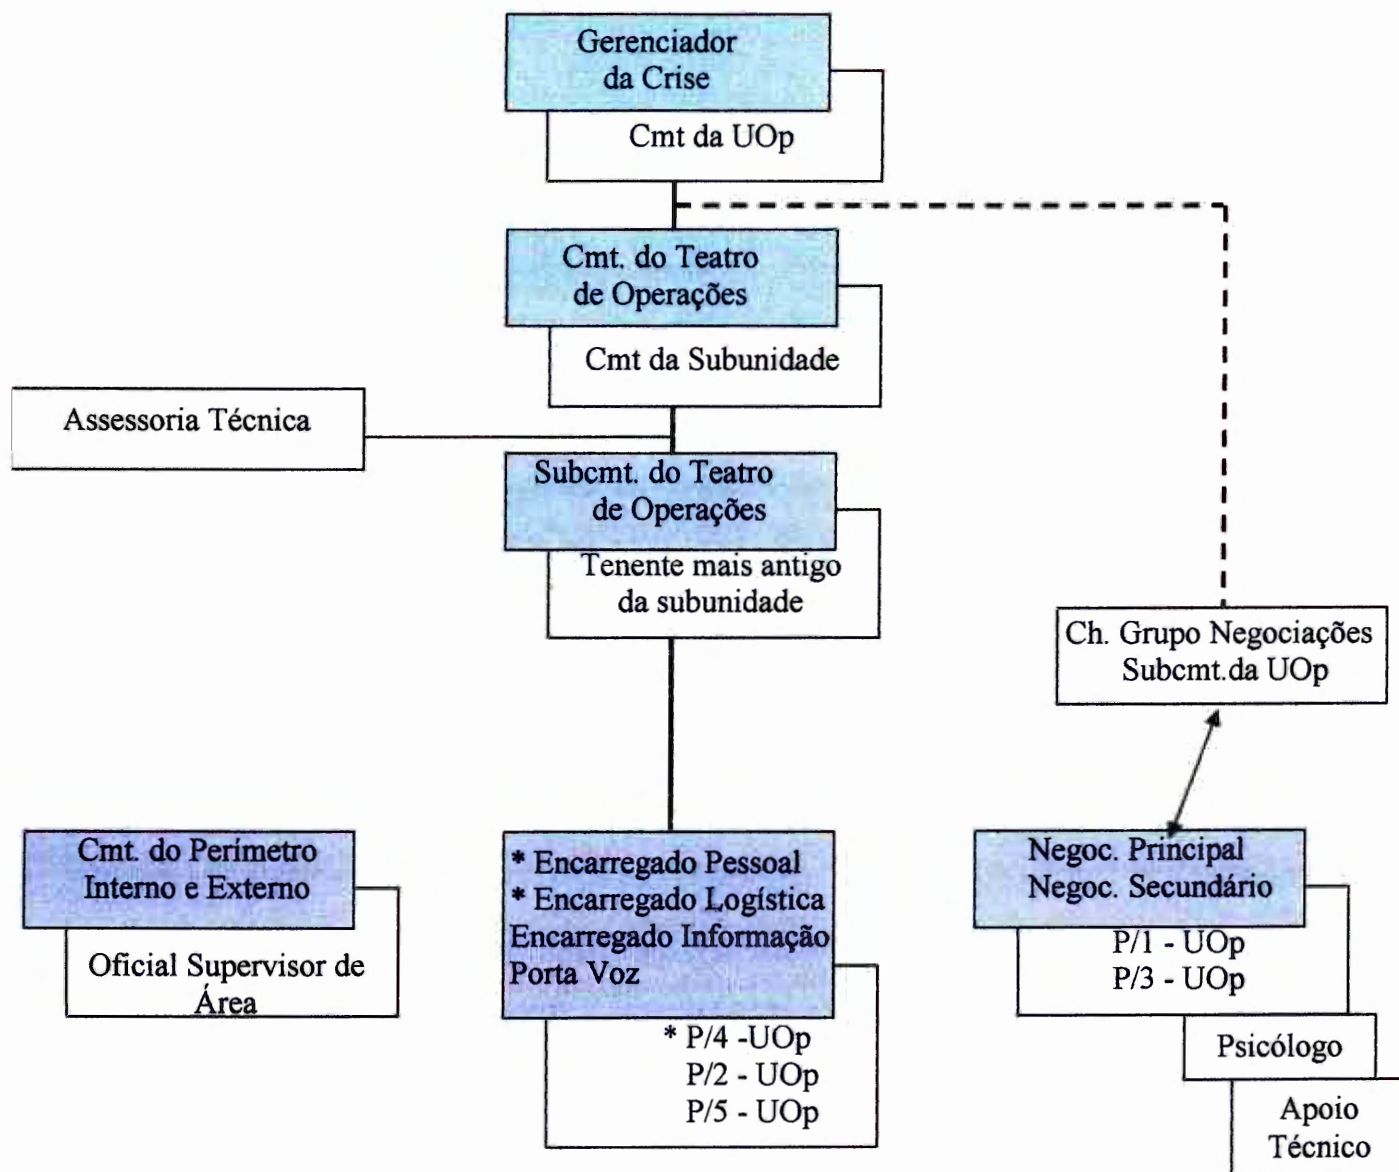 Gerenciador
da Crise
Cmt da UOp
Cmt. do Teatro
de Operações
Cmt da Subunidade
Assessoria Técnica
Subcmt. do Teatro
de Operações
Tenente mais antigo
da subunidade
Ch. Grupo Negociações
Subcmt.da UOp
Cmt. do Perímetro
Interno e Externo
Oficial Supervisor de
Área
* Encarregado Pessoal
* Encarregado Logística
Encarregado Informação
Porta Voz
* P/4 -UOp
P/2 - UOp
P/5 - UOp
Negoc. Principal
Negoc. Secundário
P/1 - UOp
P/3 - UOp
Psicólogo
Apoio
Técnico